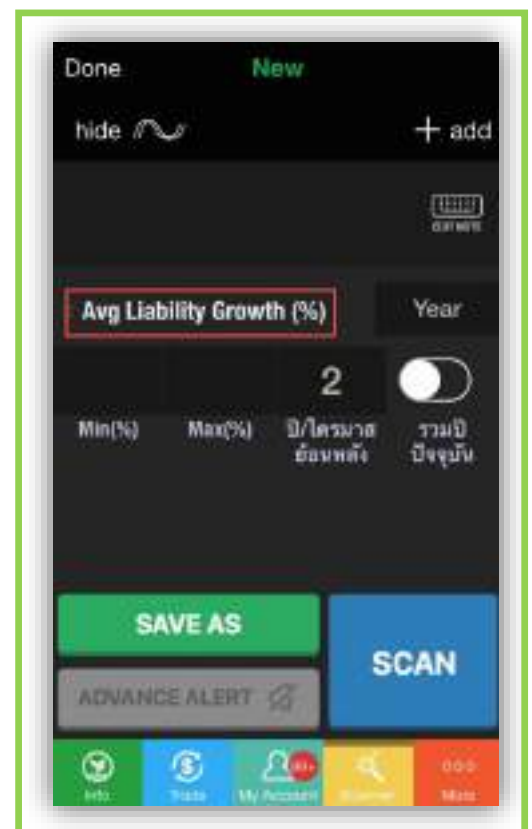 Done New
hide + add
Avg Liability Growth (%) Year
2
Min(%) Max(%) ปี/ไตรมาส รวมปี
ย้อนหลัง ปัจจุบัน
SAVE AS
SCAN
ADVANCE ALERT
Info Trade My Account Scanner More